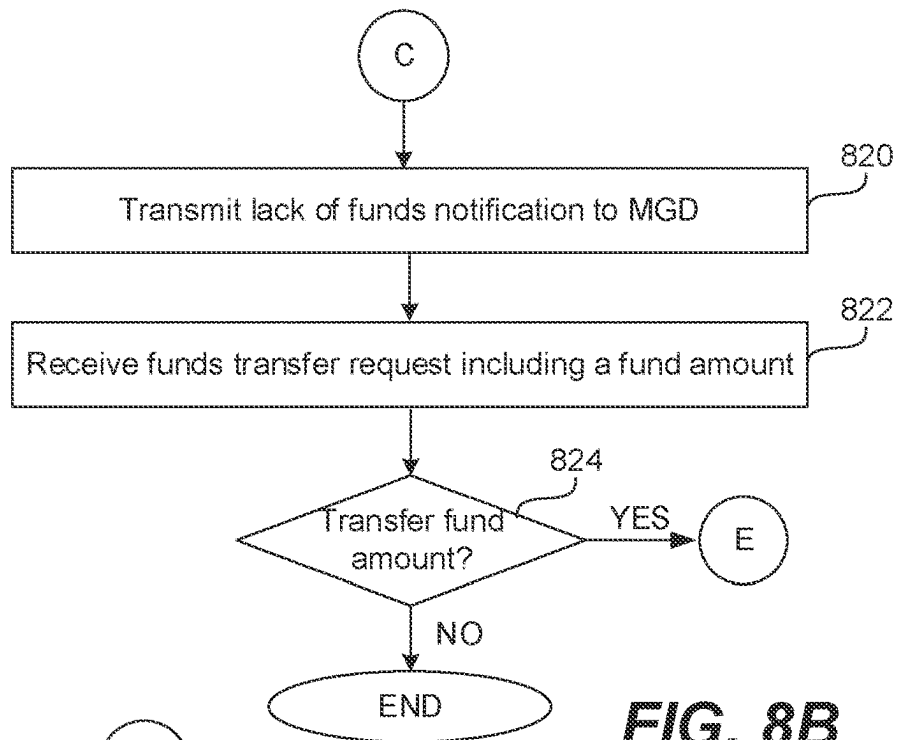 C
820
Transmit lack of funds notification to MGD
822
Receive funds transfer request including a fund amount
824
Transfer fund
amount?
YES
E
NO
END
FIG. 8B